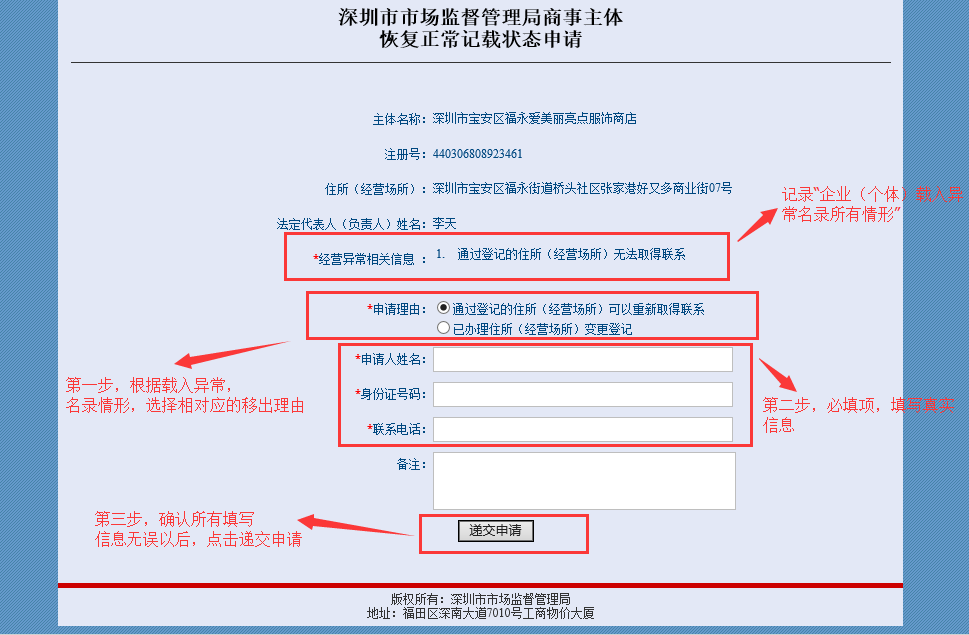 深圳市市场监督管理局商事主体
恢复正常记载状态申请
主体名称：深圳市宝安区福永爱美丽亮点服饰商店
注册号：440306808923461
住所（经营场所）：深圳市宝安区福永街道桥头社区张家港好又多商业街07号
法定代表人（负责人）姓名：李天
记录“企业（个体）载入异
常名录所有情形”
*经营异常相关信息 ： 1. 通过登记的住所（经营场所）无法取得联系
*申请理由： 通过登记的住所（经营场所）可以重新取得联系
已办理住所（经营场所）变更登记
*申请人姓名：
第一步，根据载入异常，
名录情形，选择相对应的移出理由
*身份证号码：
第二步，必填项，填写真实
信息
*联系电话：
备注：
第三步，确认所有填写
信息无误以后，点击递交申请
递交申请
版权所有：深圳市市场监督管理局
地址：福田区深南大道7010号工商物价大厦